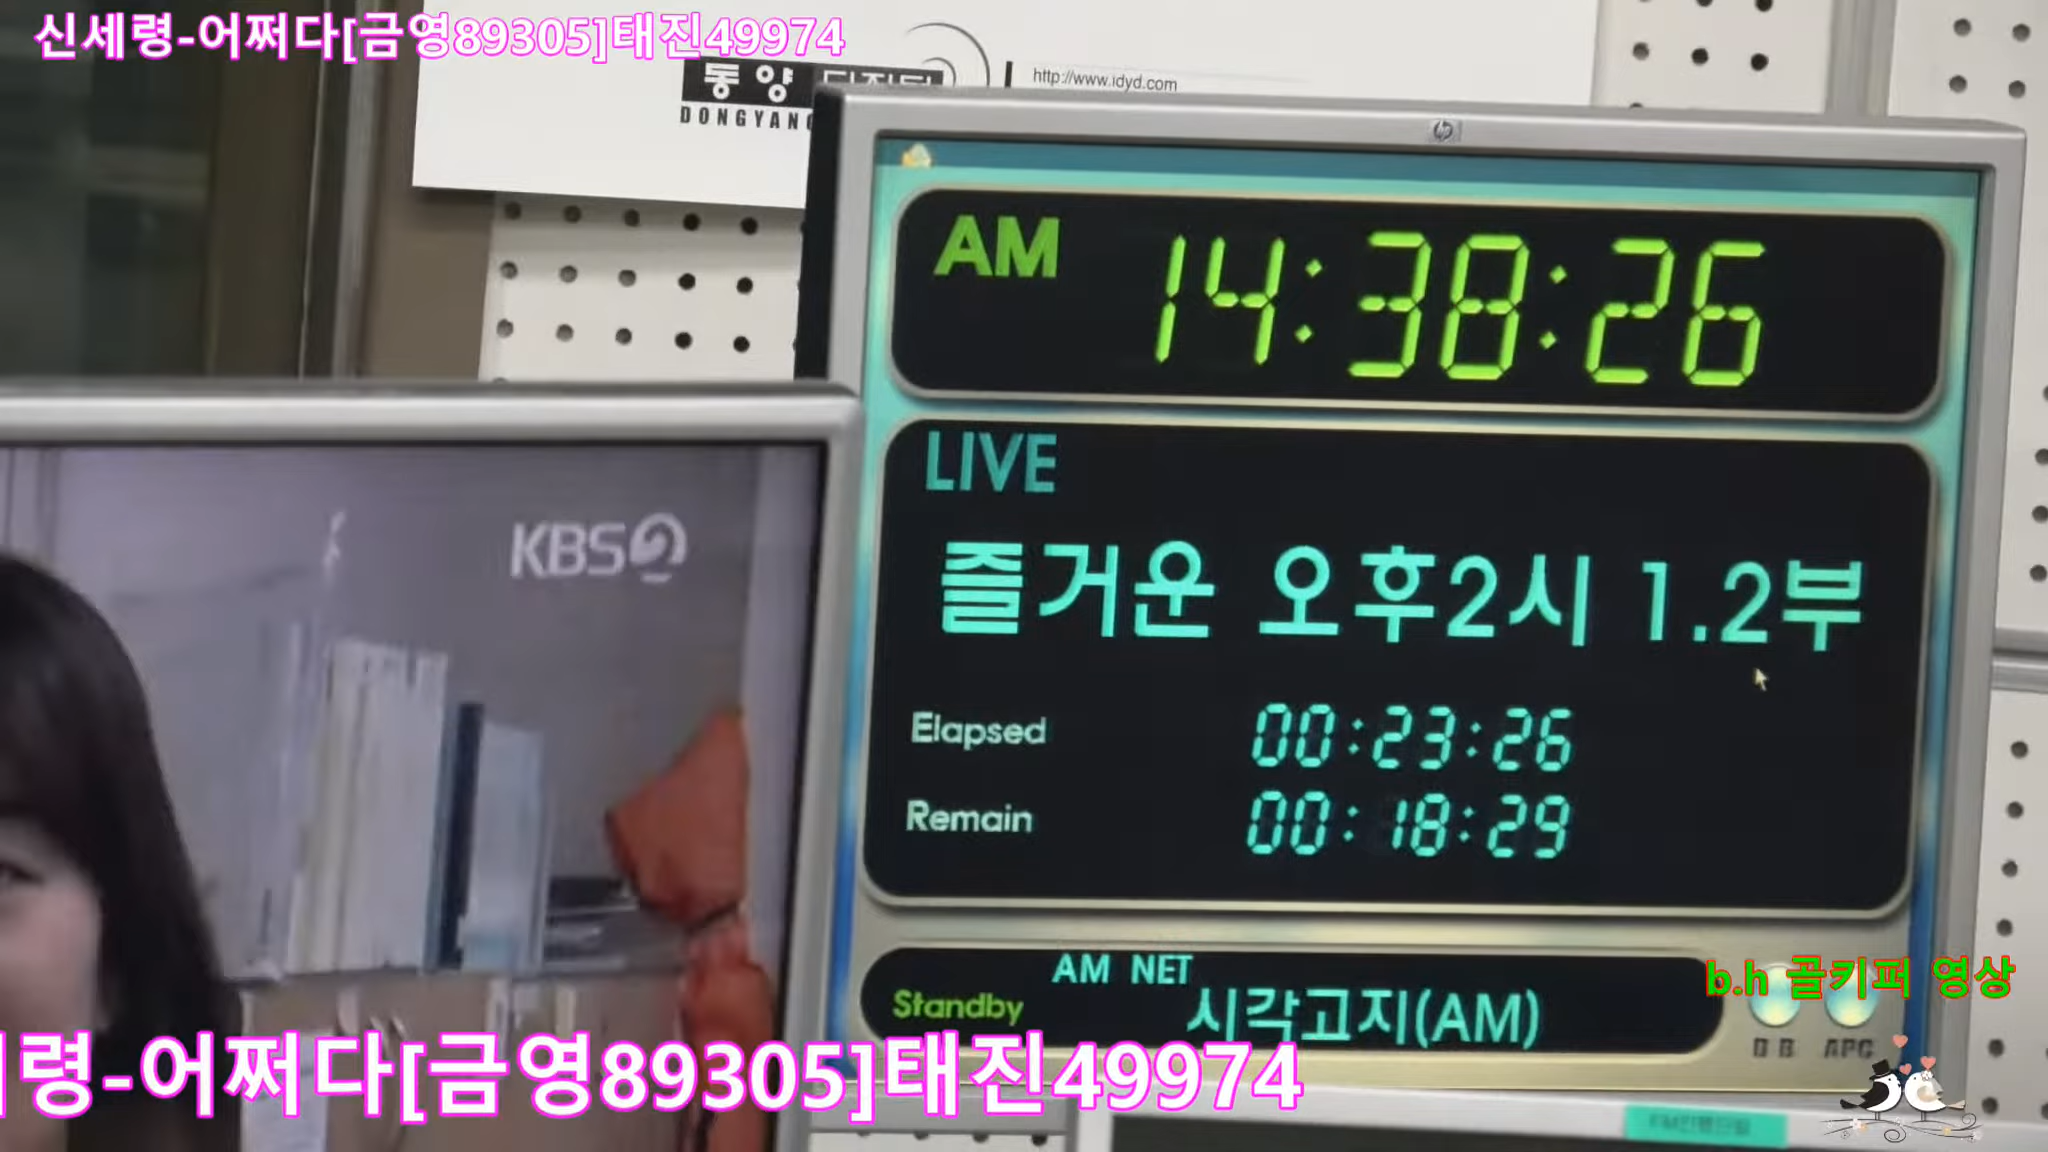 신세령-어쩌다[금영89305]태진49974
동양
DONGYANG
http://www.idyd.com
hp
AM 14:38:26
LIVE
KBS2
즐거운 오후2시 1.2부
Elapsed 00:23:26
Remain 00:18:29
AM NET
Standby 시각고지(AM)
b.h 골키퍼 영상
B B APC
령-어쩌다[금영89305]태진49974